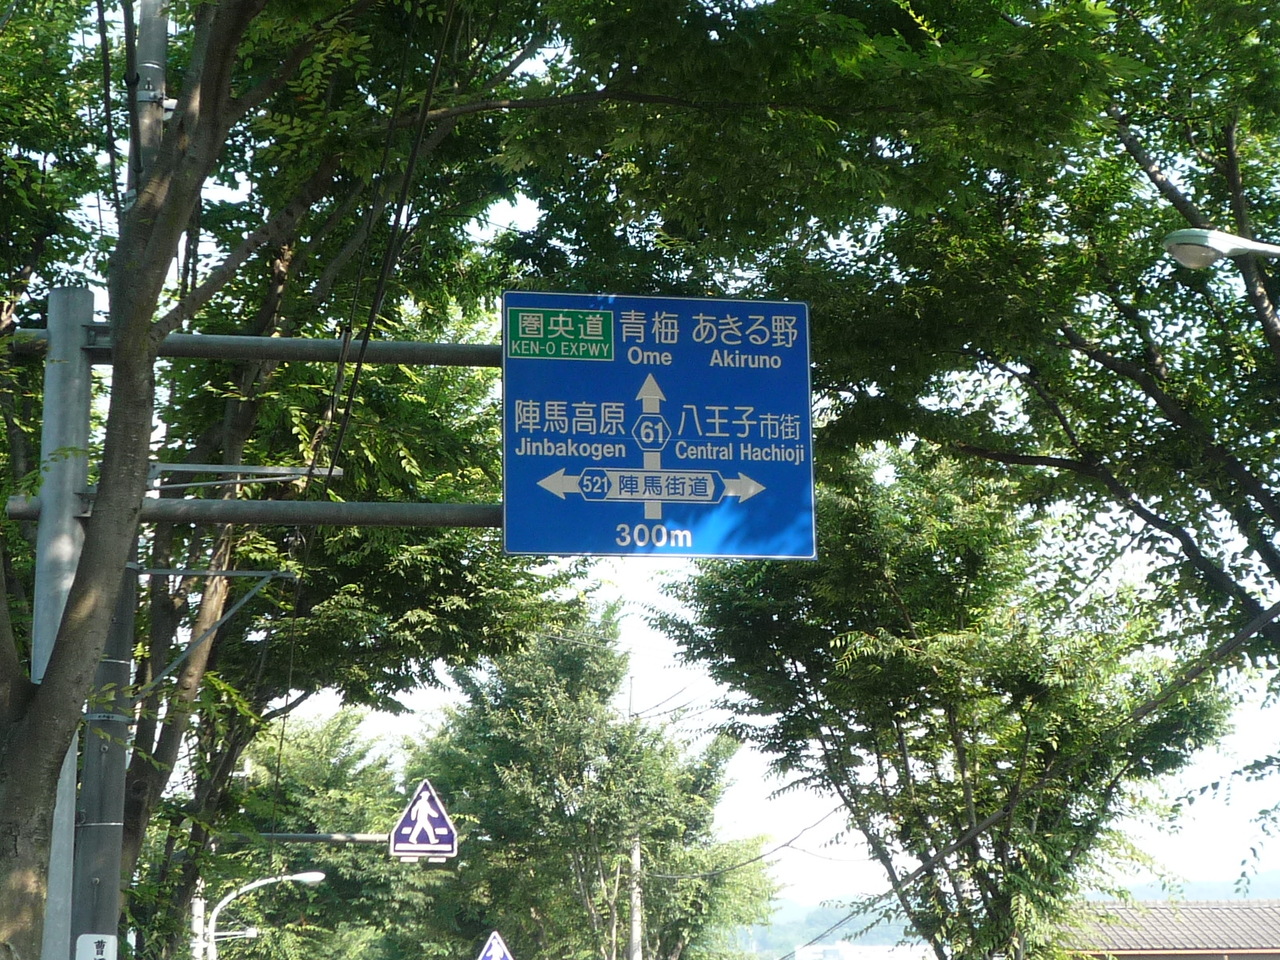 圏央道 青梅 あきる野
KEN-O EXPWY Ome Akiruno
陣馬高原 61 八王子市街
Jinbakogen Central Hachioji
521 陣馬街道
300m